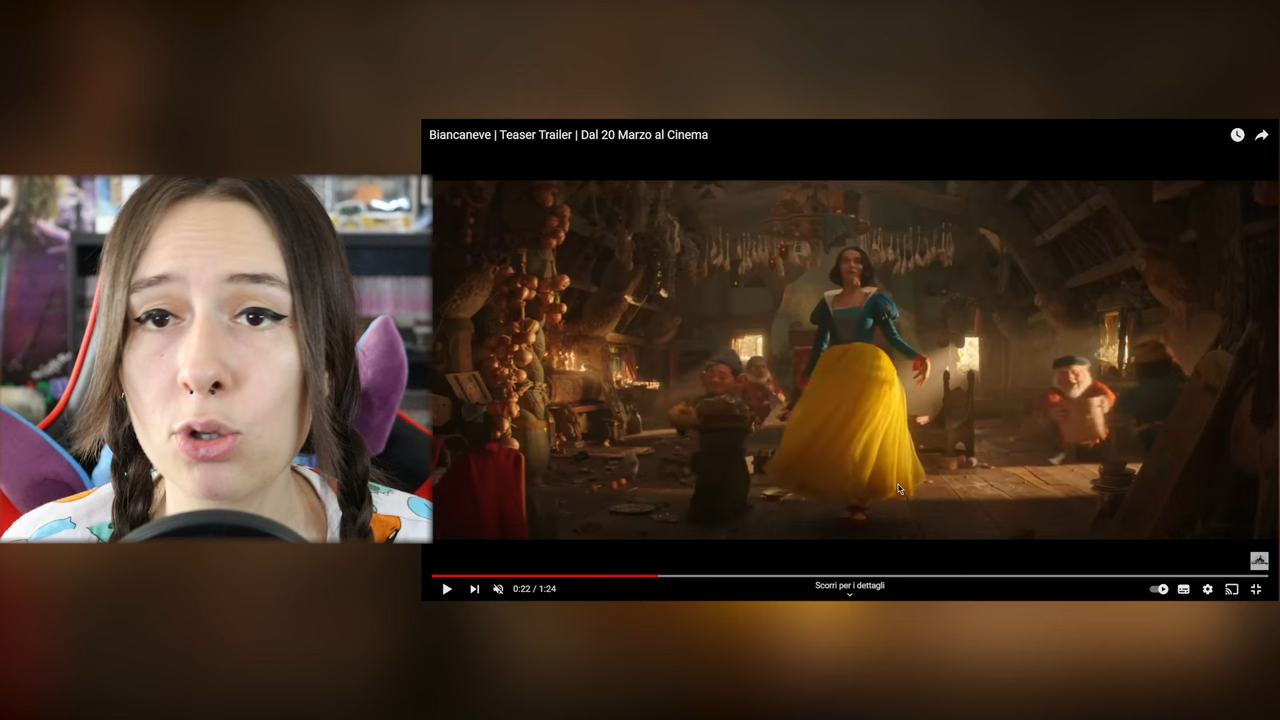 Biancaneve | Teaser Trailer | Dal 20 Marzo al Cinema
0:22 / 1:24
Scorri per i dettagli